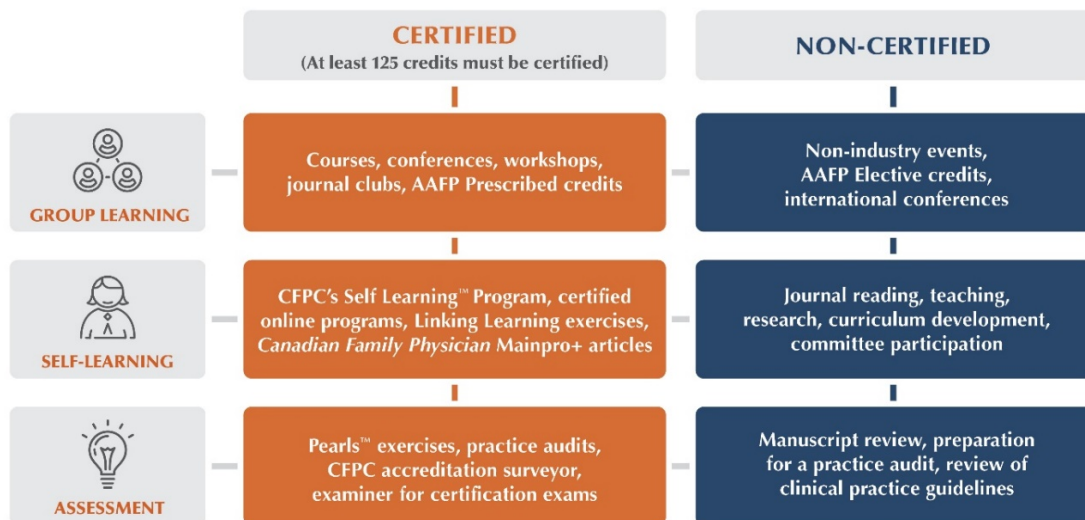 CERTIFIED
(At least 125 credits must be certified)
NON-CERTIFIED
GROUP LEARNING
Courses, conferences, workshops,
journal clubs, AAFP Prescribed credits
Non-industry events,
AAFP Elective credits,
international conferences
SELF-LEARNING
CFPC's Self Learning™ Program, certified
online programs, Linking Learning exercises,
Canadian Family Physician Mainpro+ articles
Journal reading, teaching,
research, curriculum development,
committee participation
ASSESSMENT
Pearls™ exercises, practice audits,
CFPC accreditation surveyor,
examiner for certification exams
Manuscript review, preparation
for a practice audit, review of
clinical practice guidelines